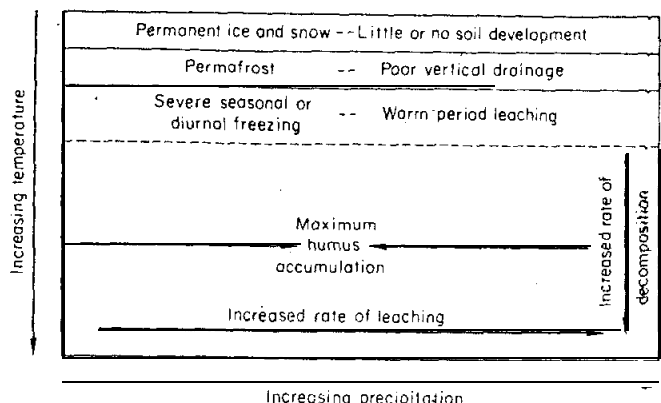 Permanent ice and snow -- Little or no soil development
Permafrost -- Poor vertical drainage
Severe seasonal or
diurnal freezing -- Warm period leaching
Increasing temperature
Maximum
humus
accumulation
Increased rate of
decomposition
Increased rate of leaching
Increasing precipitation